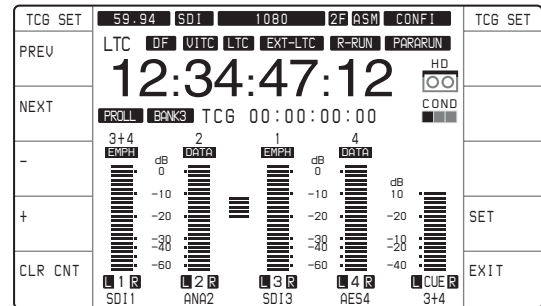 TCG SET 59.94 SDI 1080 2F ASM CONFI TCG SET
PREV LTC DF VITC LTC EXT-LTC R-RUN PARARUN
12:34:47:12 HD
NEXT PROLL BANK3 TCG 00:00:00:00 COND
3+4 2 1 4
EMPH DATA EMPH DATA
dB dB
0 0 dB
-10 -10 10
- -20 -20 -20
+ SET
-30 -30 -10
-40 -40 -20
-60 -60 -40
CLR CNT L 1 R L 2 R L 3 R L 4 R L CUE R EXIT
SDI1 ANA2 SDI3 AES4 3+4